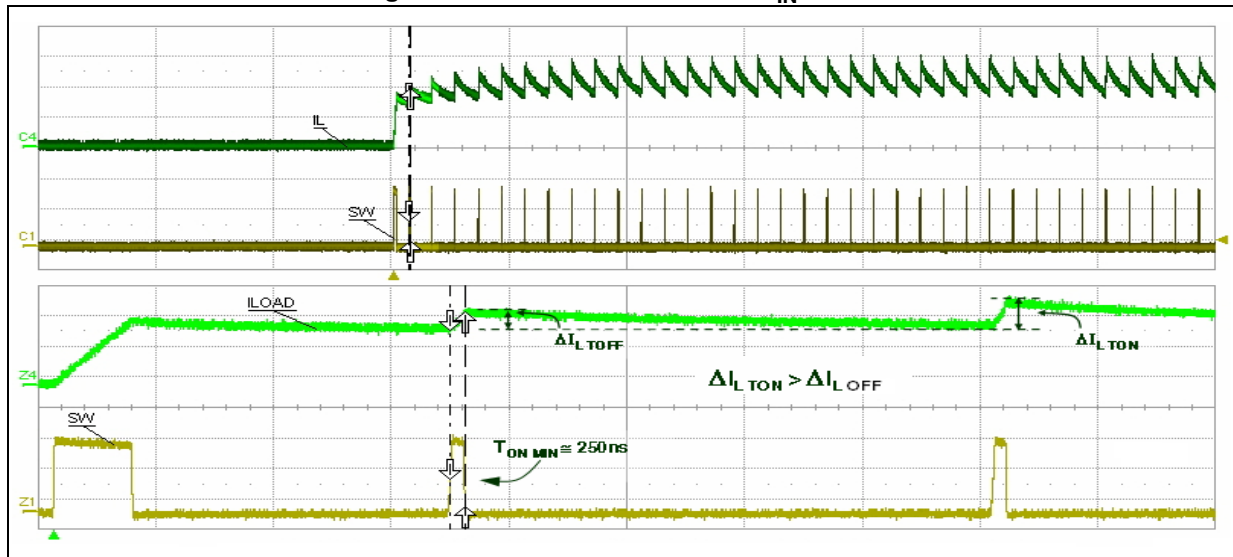 IN
C4
IL
C1
SW
ILOAD
ΔIL TOFF
ΔIL TON
Z4
ΔIL TON > ΔIL OFF
SW
TON MIN ≅ 250ns
Z1